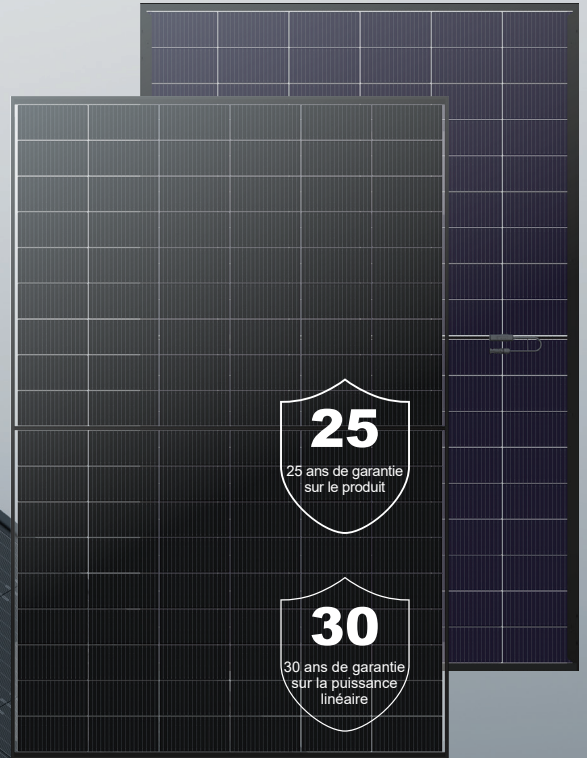 25
25 ans de garantie
sur le produit
30
30 ans de garantie
sur la puissance
linéaire